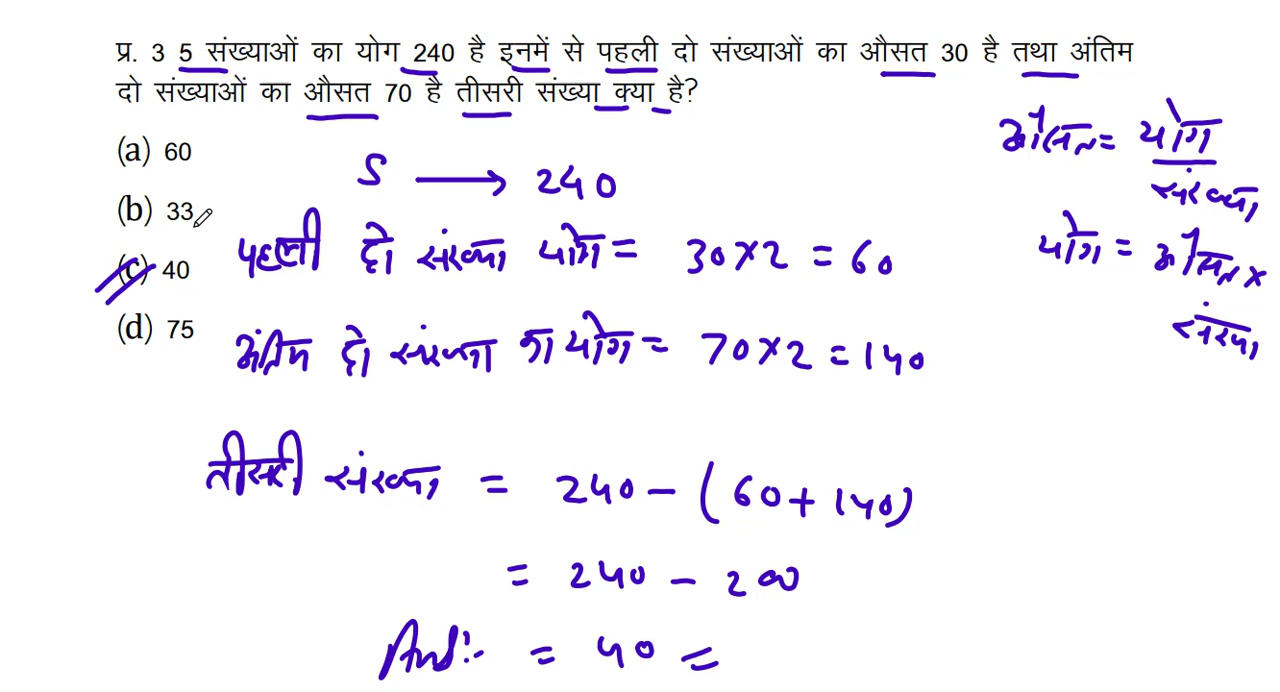 प्र. 3 5 संख्याओं का योग 240 है इनमें से पहली दो संख्याओं का औसत 30 है तथा अंतिम
दो संख्याओं का औसत 70 है तीसरी संख्या क्या है?
(a) 60
(b) 33
(c) 40
(d) 75
औसत = योग
संख्या
योग = औसत ×
संख्या
5 → 240
पहली दो संख्या योग = 30 × 2 = 60
अंतिम दो संख्या का योग = 70 × 2 = 140
तीसरी संख्या = 240 - (60 + 140)
= 240 - 200
Ans:- = 40 =